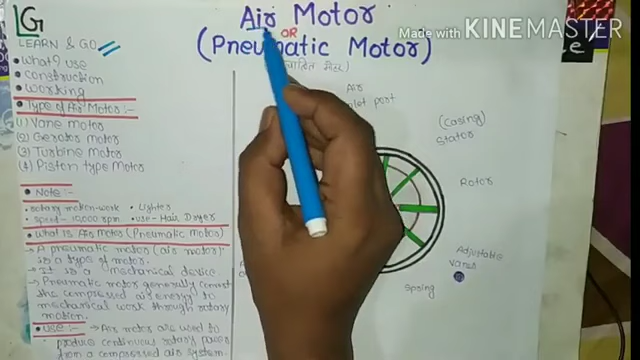 LG
LEARN & GO
Air Motor
OR
(Pneumatic Motor)
Made With KINEMASTER
• What? use
• construction
• working
Type of Air Motor :-
(1) Vane Motor
(2) Gerotor Motor
(3) Turbine Motor
(4) Piston type Motor
Note :-
• rotary motion-work • Lighter
• speed - 10,000 rpm • use - Hair Dryer
• What is Air Motor (Pneumatic Motor)
- A pneumatic motor (air motor)
is a type of motor.
- It is a mechanical device.
- Pneumatic motor generally convert
the compressed air energy to
mechanical work through rotary
motion.
• use :- → Air motor are used to
produce continuous rotary power
from a compressed air system.
Air
port
(Casing)
Stator
Rotor
Adjustable
Vanes
Spring